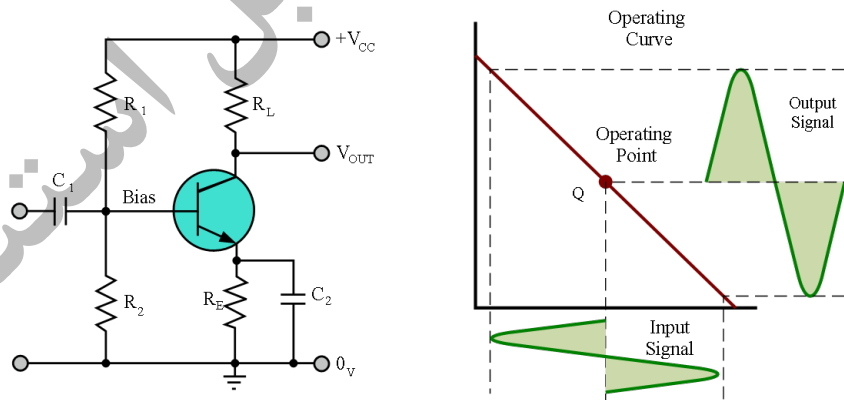 +VCC
R1
RL
VOUT
C1
Bias
R2
RE
C2
0V
Operating
Curve
Output
Signal
Operating
Point
Q
Input
Signal